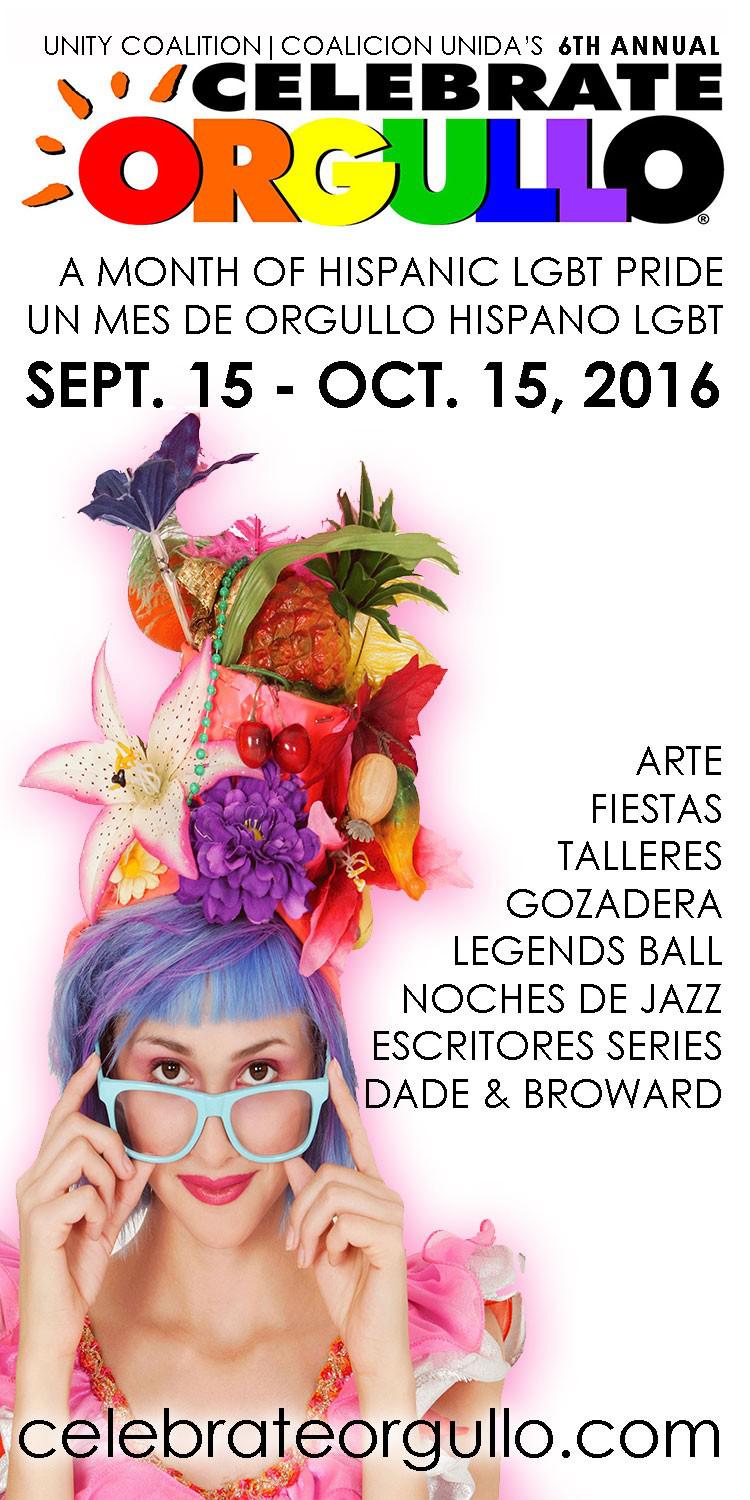 UNITY COALITION|COALICION UNIDA'S 6TH ANNUAL
CELEBRATE
ORGULLO®
A MONTH OF HISPANIC LGBT PRIDE
UN MES DE ORGULLO HISPANO LGBT
SEPT. 15 - OCT. 15, 2016
ARTE
FIESTAS
TALLERES
GOZADERA
LEGENDS BALL
NOCHES DE JAZZ
ESCRITORES SERIES
DADE & BROWARD
celebrateorgullo.com